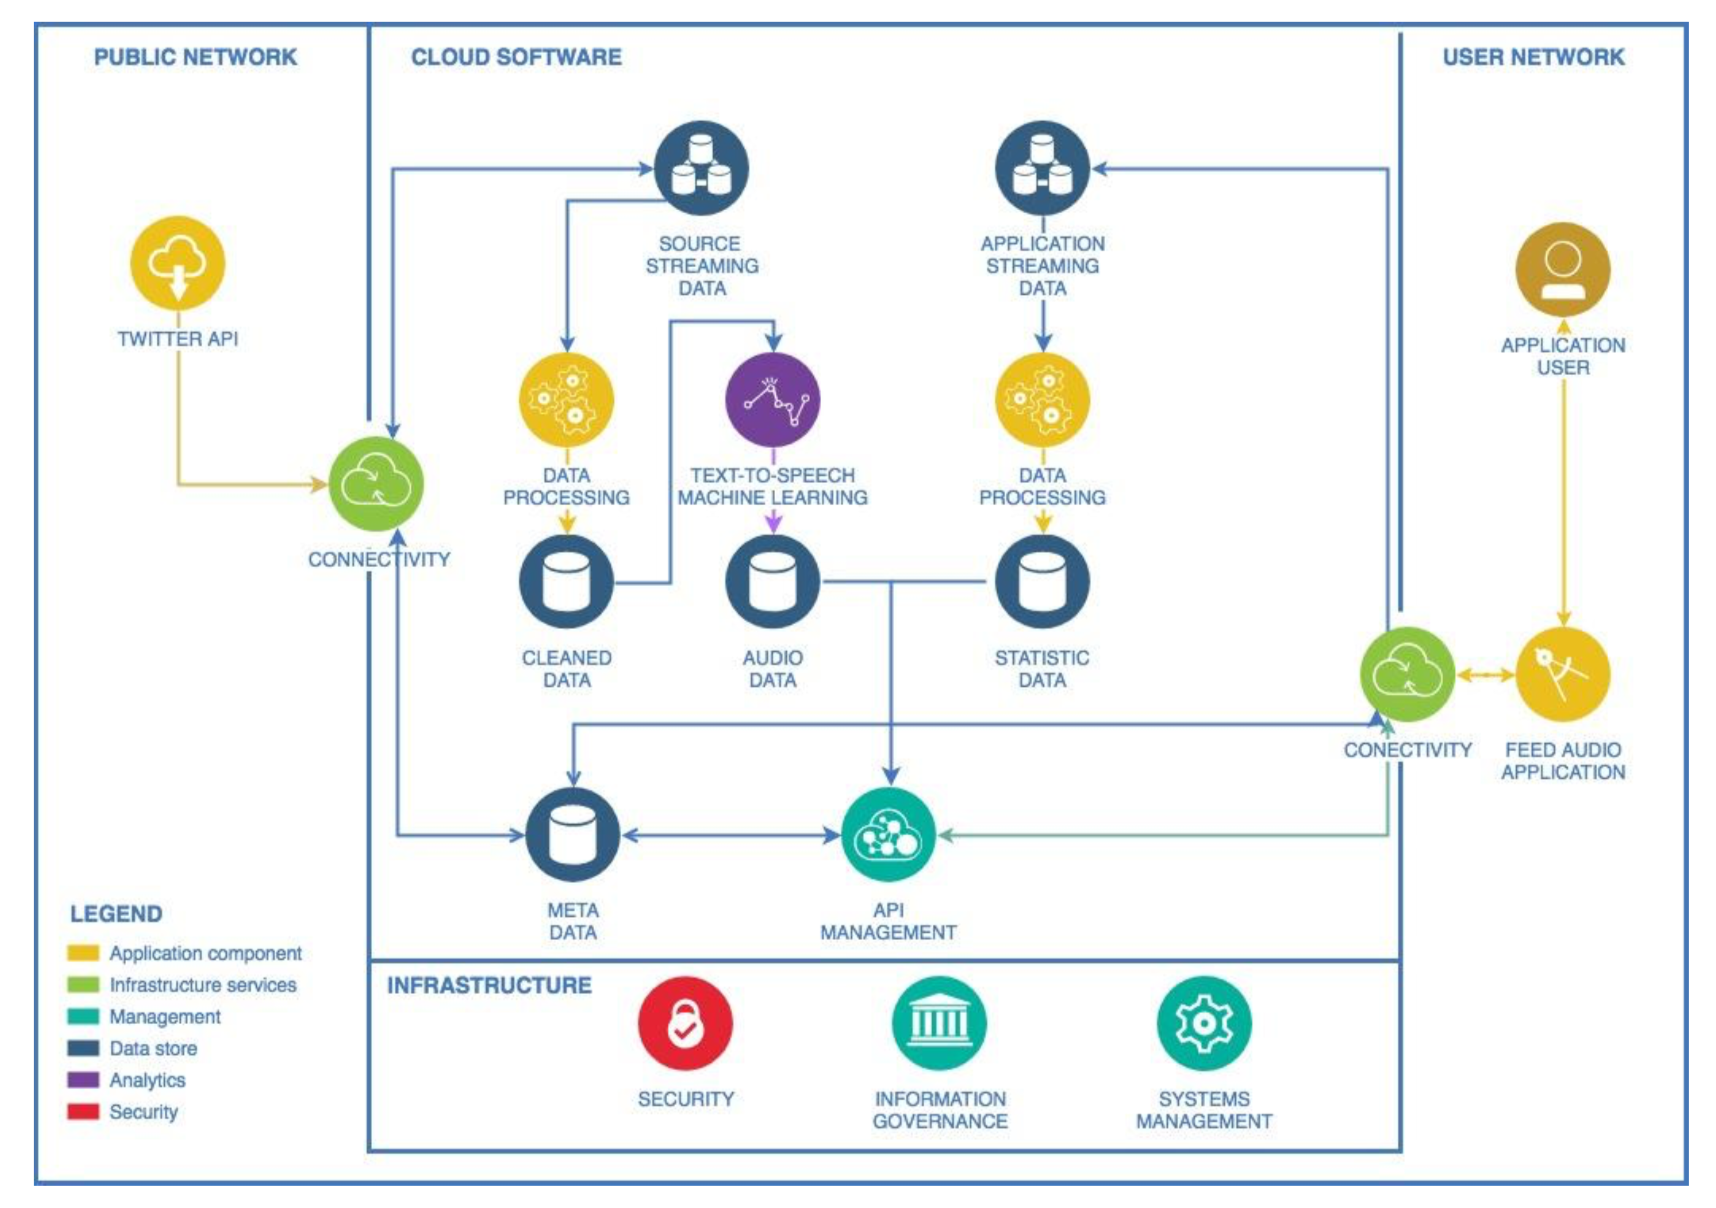 PUBLIC NETWORK
CLOUD SOFTWARE
USER NETWORK
SOURCE
STREAMING
DATA
APPLICATION
STREAMING
DATA
TWITTER API
APPLICATION
USER
DATA
PROCESSING
TEXT-TO-SPEECH
MACHINE LEARNING
DATA
PROCESSING
CONNECTIVITY
CLEANED
DATA
AUDIO
DATA
STATISTIC
DATA
CONECTIVITY
FEED AUDIO
APPLICATION
META
DATA
API
MANAGEMENT
LEGEND
Application component
Infrastructure services
Management
Data store
Analytics
Security
INFRASTRUCTURE
SECURITY
INFORMATION
GOVERNANCE
SYSTEMS
MANAGEMENT